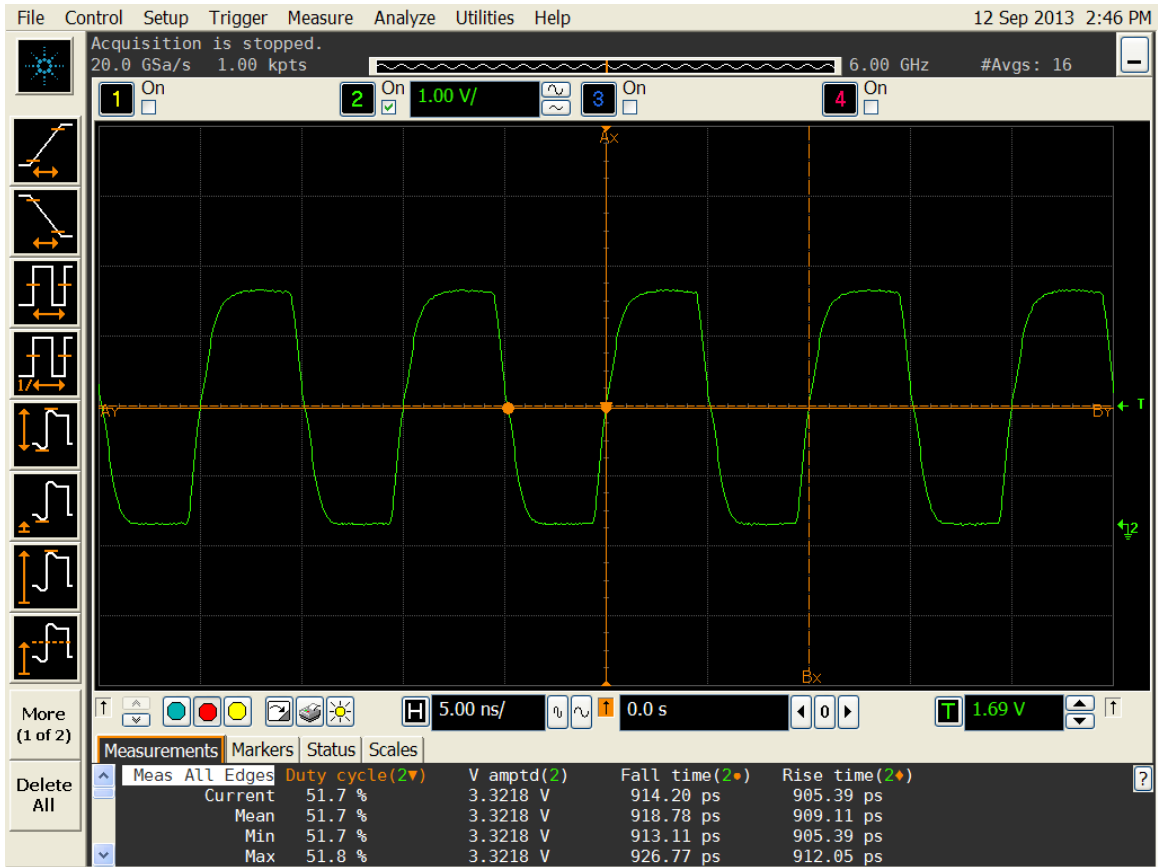 File Control Setup Trigger Measure Analyze Utilities Help 12 Sep 2013 2:46 PM
Acquisition is stopped.
20.0 GSa/s 1.00 kpts 6.00 GHz #Avgs: 16
1 On 2 On 1.00 V/ 3 On 4 On
Ax
AY BY T
2
Bx
1/
More
(1 of 2)
Delete
All
H 5.00 ns/ 0.0 s 0 T 1.69 V
Measurements Markers Status Scales
Meas All Edges Duty cycle(2▼) V amptd(2) Fall time(2●) Rise time(2♦) ?
Current 51.7 % 3.3218 V 914.20 ps 905.39 ps
Mean 51.7 % 3.3218 V 918.78 ps 909.11 ps
Min 51.7 % 3.3218 V 913.11 ps 905.39 ps
Max 51.8 % 3.3218 V 926.77 ps 912.05 ps